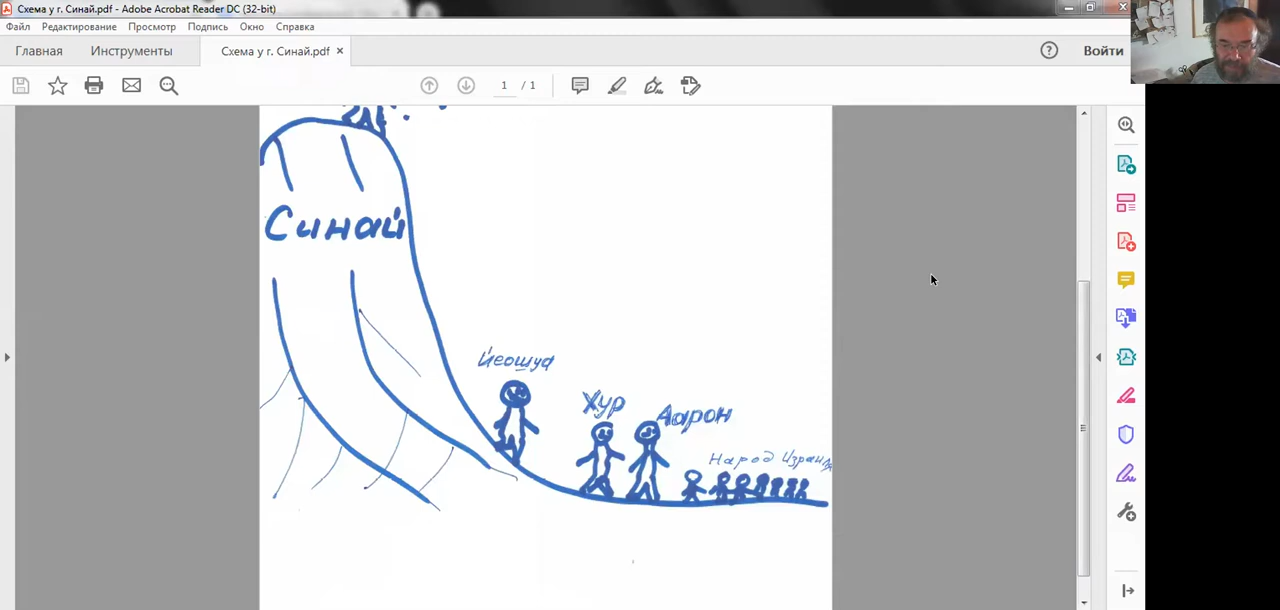 Схема у г. Синай.pdf - Adobe Acrobat Reader DC (32-bit)
Файл Редактирование Просмотр Подпись Окно Справка
Главная Инструменты Схема у г. Синай.pdf × Войти
1 / 1
Синай
Йеошуа
Хур
Аарон
Народ Израиля